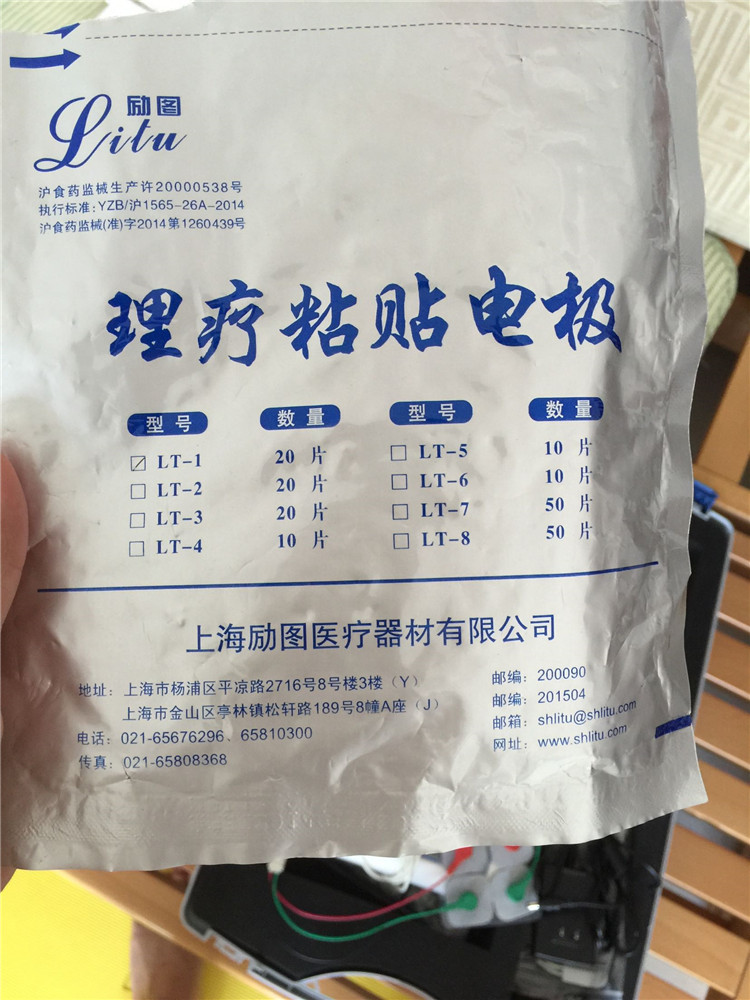 励图
Litu
沪食药监械生产许20000538号
执行标准:YZB/沪1565-26A-2014
沪食药监械(准)字2014第1260439号
理疗粘贴电极
型号 数量 型号 数量
LT-1 20 片 LT-5 10 片
LT-2 20 片 LT-6 10 片
LT-3 20 片 LT-7 50 片
LT-4 10 片 LT-8 50 片
上海励图医疗器材有限公司
地址：上海市杨浦区平凉路2716号8号楼3楼（Y） 邮编：200090
上海市金山区亭林镇松轩路189号8幢A座（J） 邮编：201504
电话：021-65676296、65810300 邮箱：shlitu@shlitu.com
传真：021-65808368 网址：www.shlitu.com